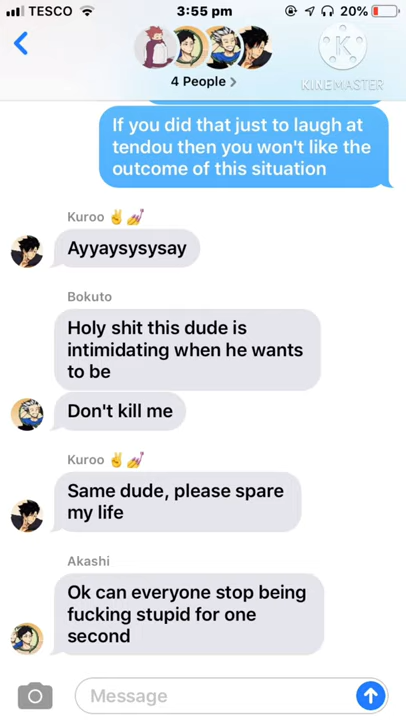 TESCO
3:55 pm
20%
K
KINEMASTER
4 People >
If you did that just to laugh at
tendou then you won't like the
outcome of this situation
Kuroo ✌️💅
Ayyaysysysay
Bokuto
Holy shit this dude is
intimidating when he wants
to be
Don't kill me
Kuroo ✌️💅
Same dude, please spare
my life
Akashi
Ok can everyone stop being
fucking stupid for one
second
Message